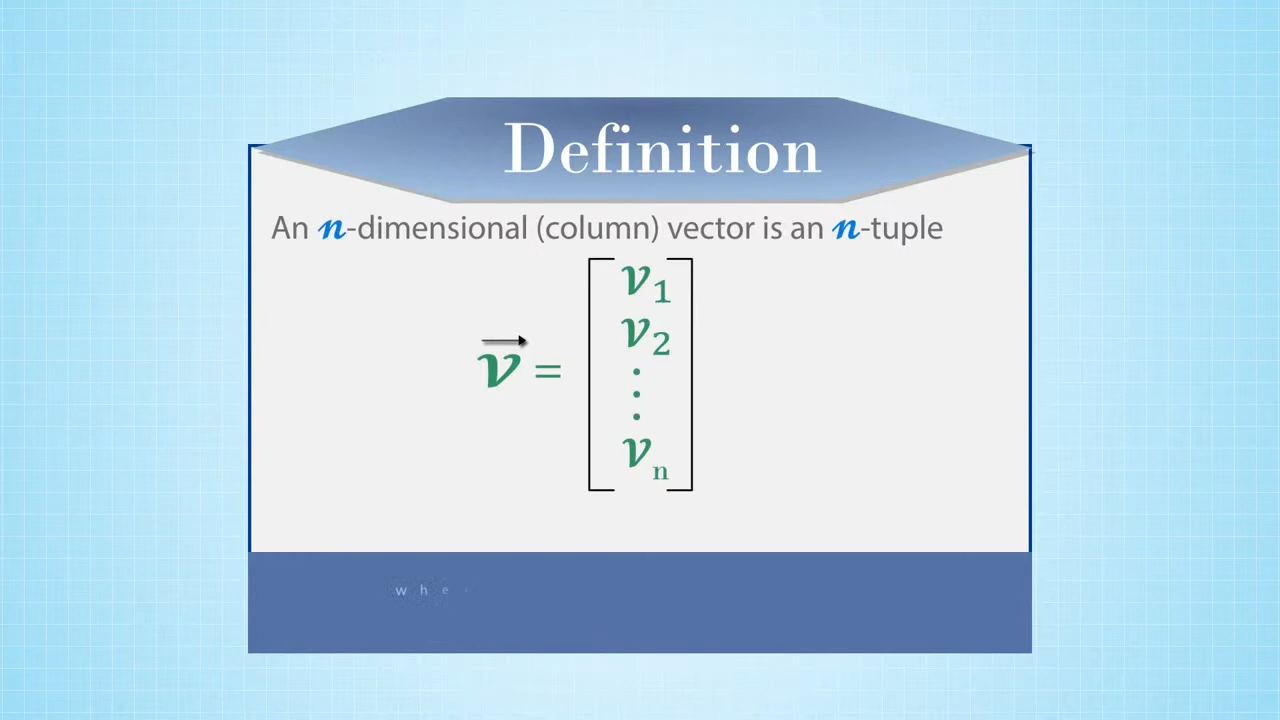 Definition
An n-dimensional (column) vector is an n-tuple
v⃗ = [v₁ v₂ ⋮ vₙ]